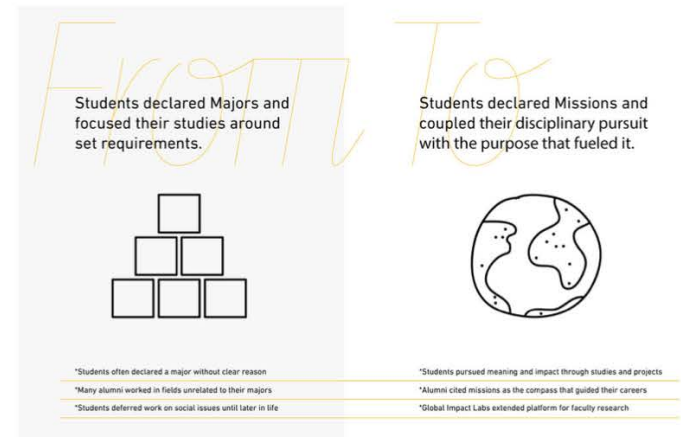 From
Students declared Majors and
focused their studies around
set requirements.
*Students often declared a major without clear reason
*Many alumni worked in fields unrelated to their majors
*Students deferred work on social issues until later in life
To
Students declared Missions and
coupled their disciplinary pursuit
with the purpose that fueled it.
*Students pursued meaning and impact through studies and projects
*Alumni cited missions as the compass that guided their careers
*Global Impact Labs extended platform for faculty research